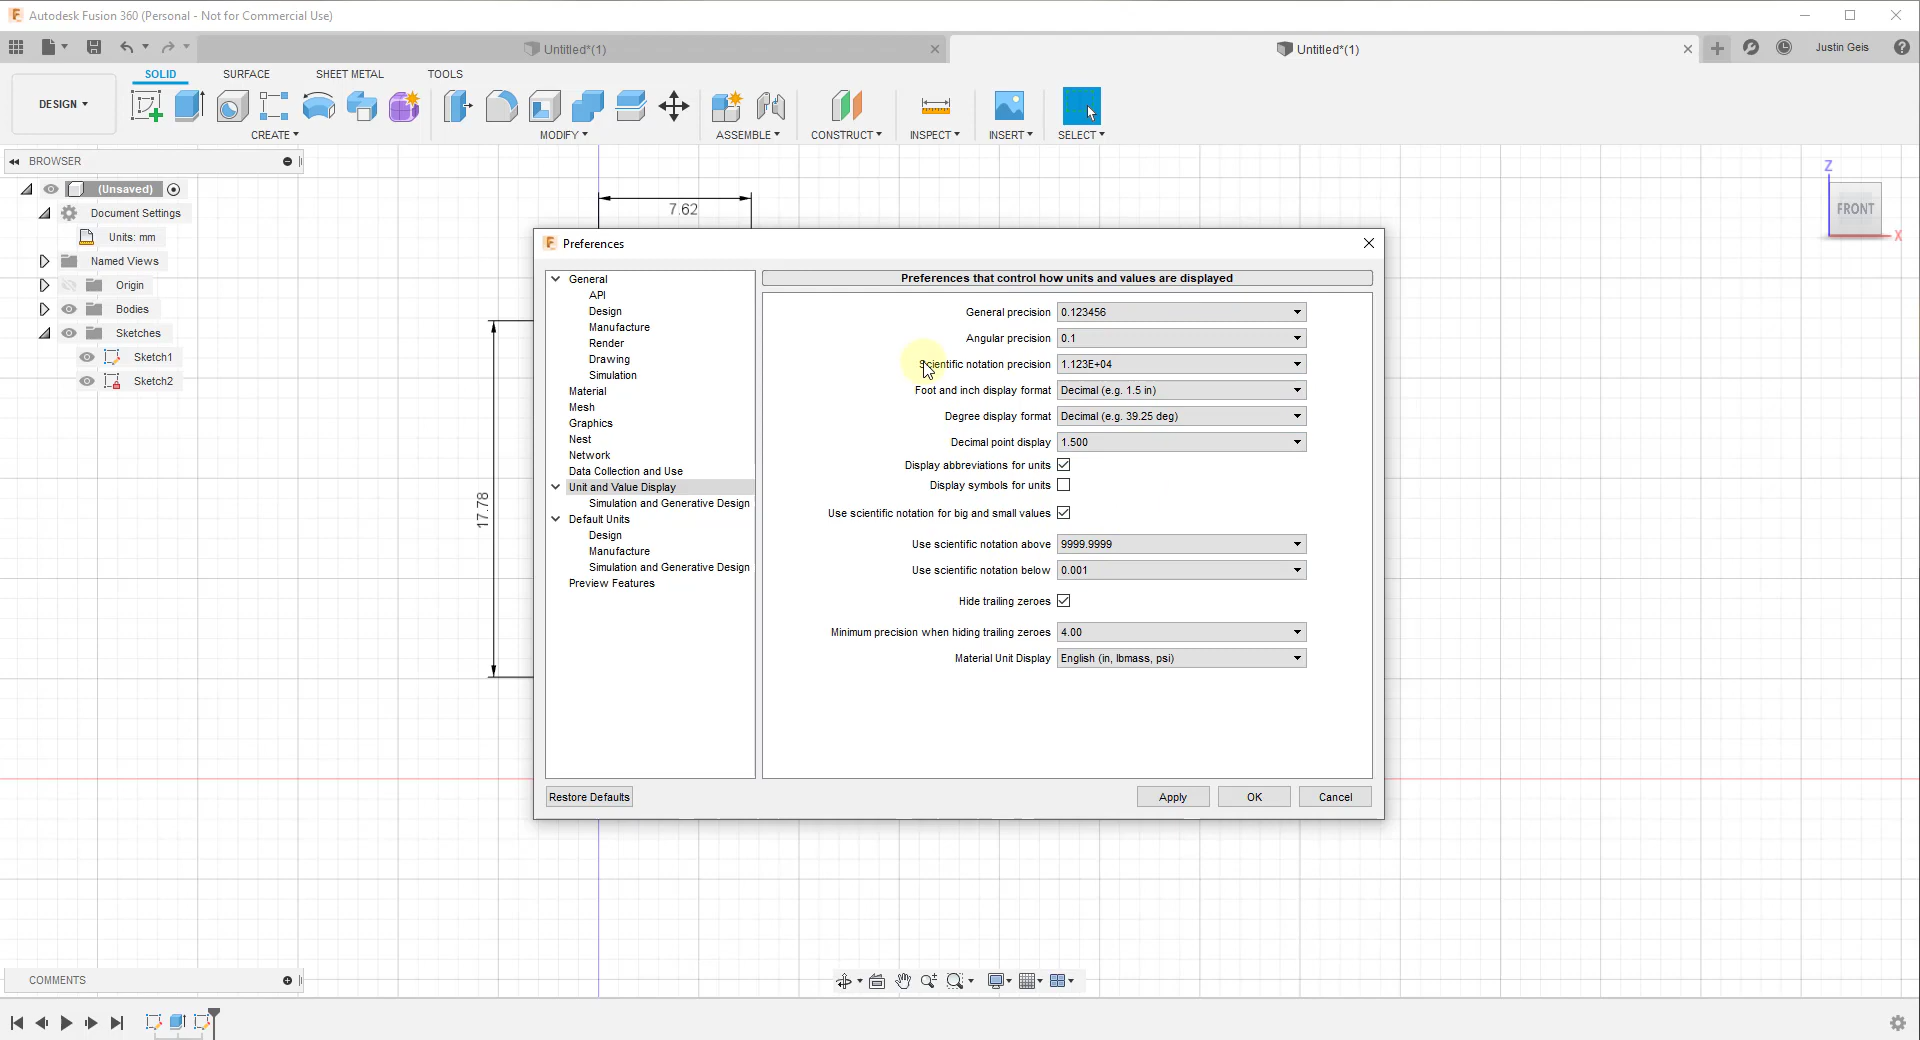 Autodesk Fusion 360 (Personal - Not for Commercial Use)
Untitled*(1)
Untitled*(1)
Justin Geis
SOLID
SURFACE
SHEET METAL
TOOLS
DESIGN
CREATE
MODIFY
ASSEMBLE
CONSTRUCT
INSPECT
INSERT
SELECT
BROWSER
(Unsaved)
Document Settings
Units: mm
Named Views
Origin
Bodies
Sketches
Sketch1
Sketch2
7.62
17.78
Z
FRONT
X
Preferences
General
API
Design
Manufacture
Render
Drawing
Simulation
Material
Mesh
Graphics
Nest
Network
Data Collection and Use
Unit and Value Display
Simulation and Generative Design
Default Units
Design
Manufacture
Simulation and Generative Design
Preview Features
Preferences that control how units and values are displayed
General precision 0.123456
Angular precision 0.1
Scientific notation precision 1.123E+04
Foot and inch display format Decimal (e.g. 1.5 in)
Degree display format Decimal (e.g. 39.25 deg)
Decimal point display 1.500
Display abbreviations for units
Display symbols for units
Use scientific notation for big and small values
Use scientific notation above 9999.9999
Use scientific notation below 0.001
Hide trailing zeroes
Minimum precision when hiding trailing zeroes 4.00
Material Unit Display English (in, lbmass, psi)
Restore Defaults
Apply
OK
Cancel
COMMENTS